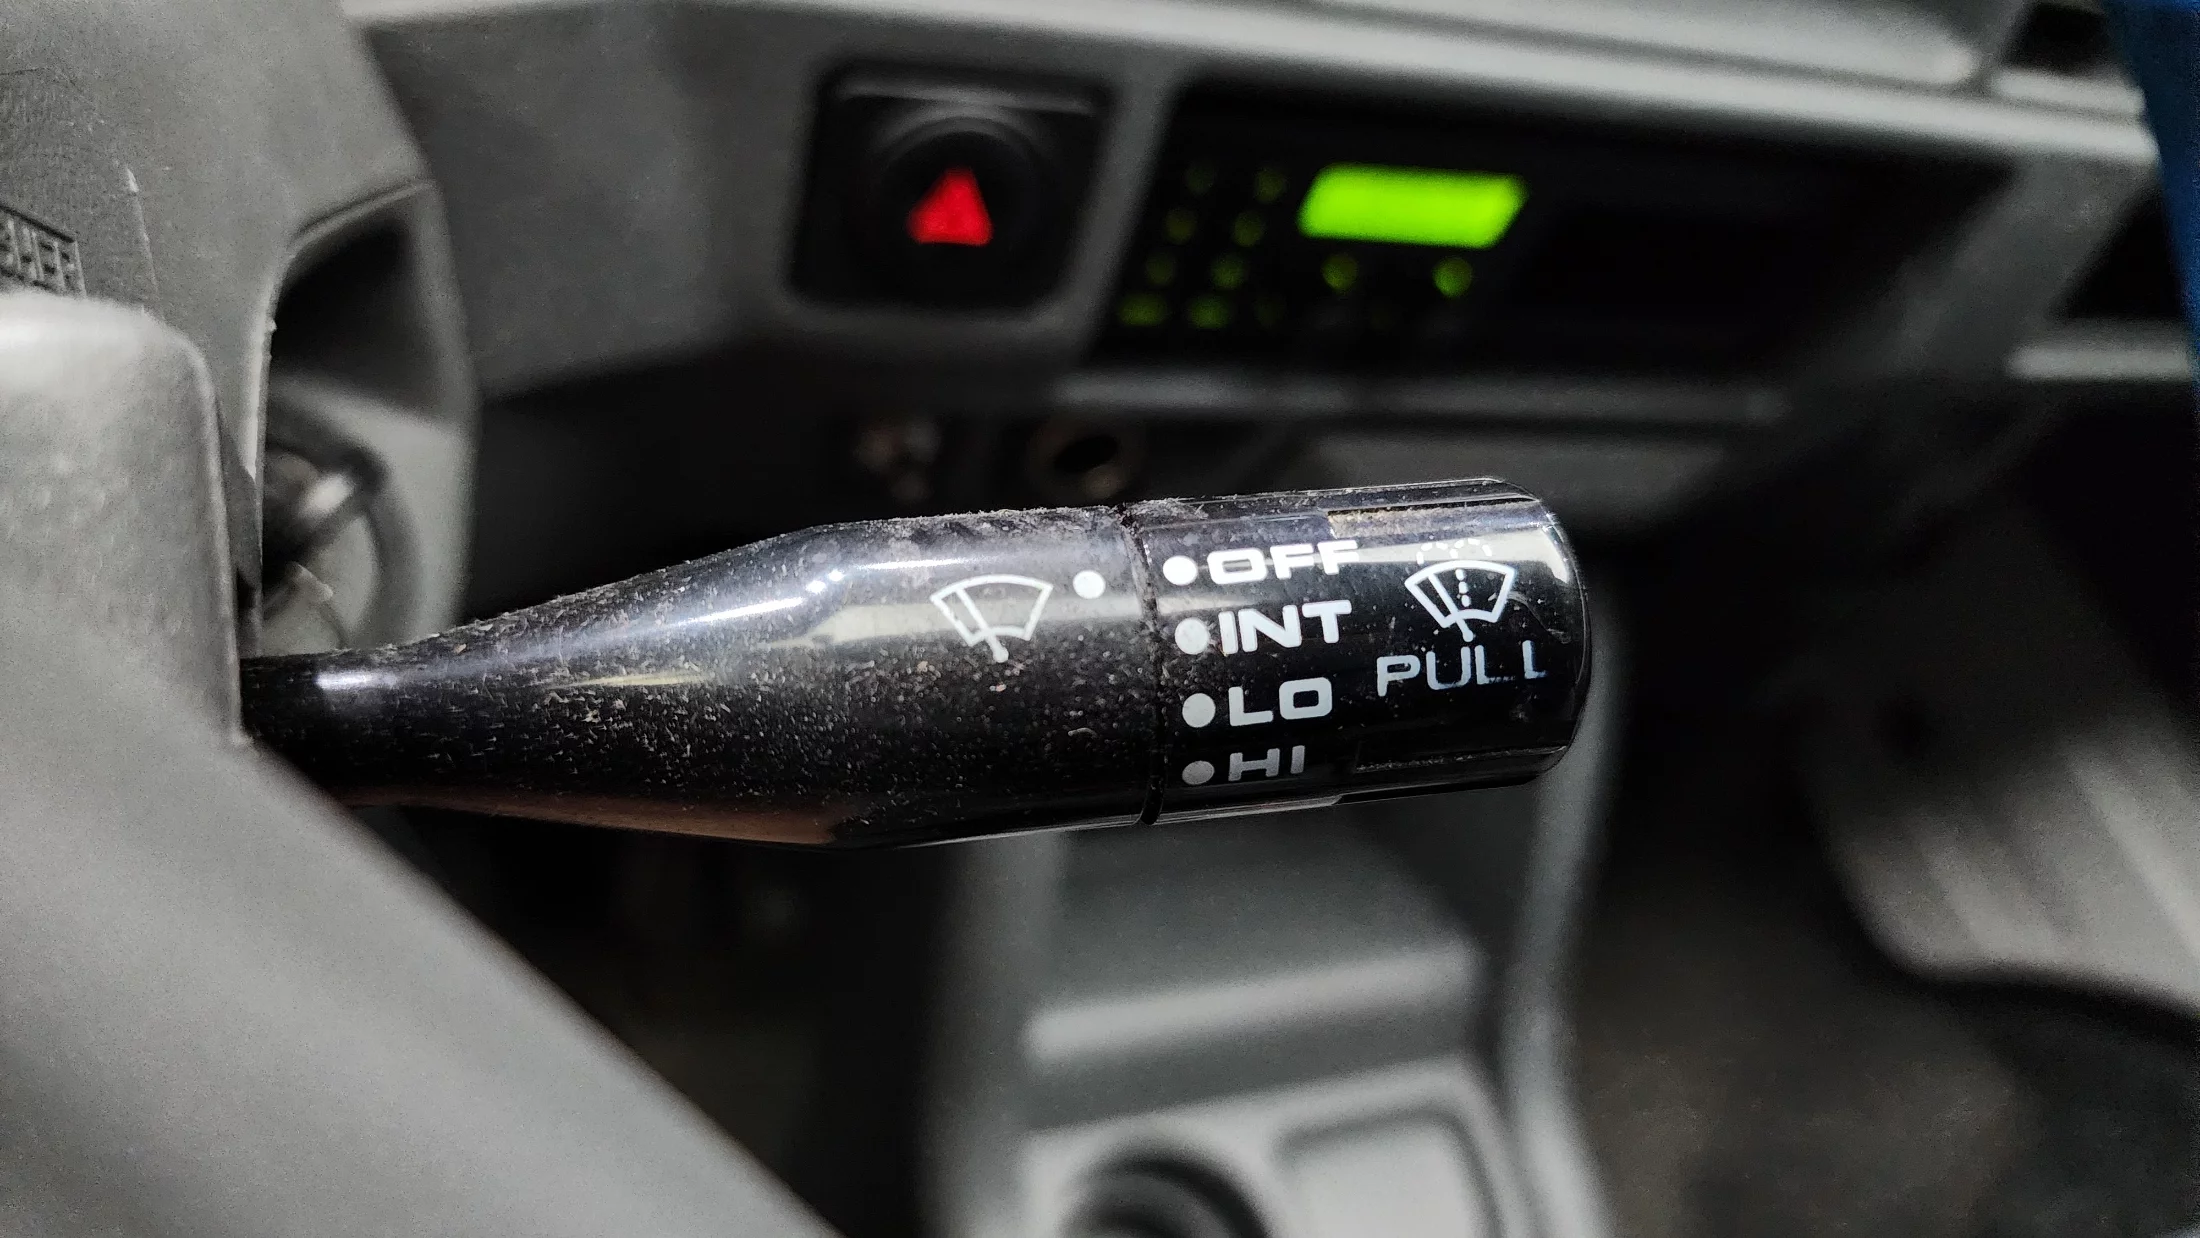 OFF
INT
LO
HI
PULL